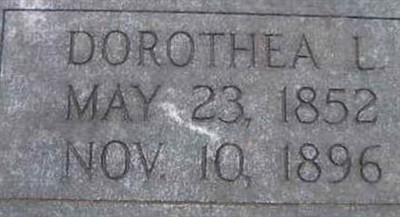 DOROTHEA L.
MAY 23, 1852
NOV. 10, 1896